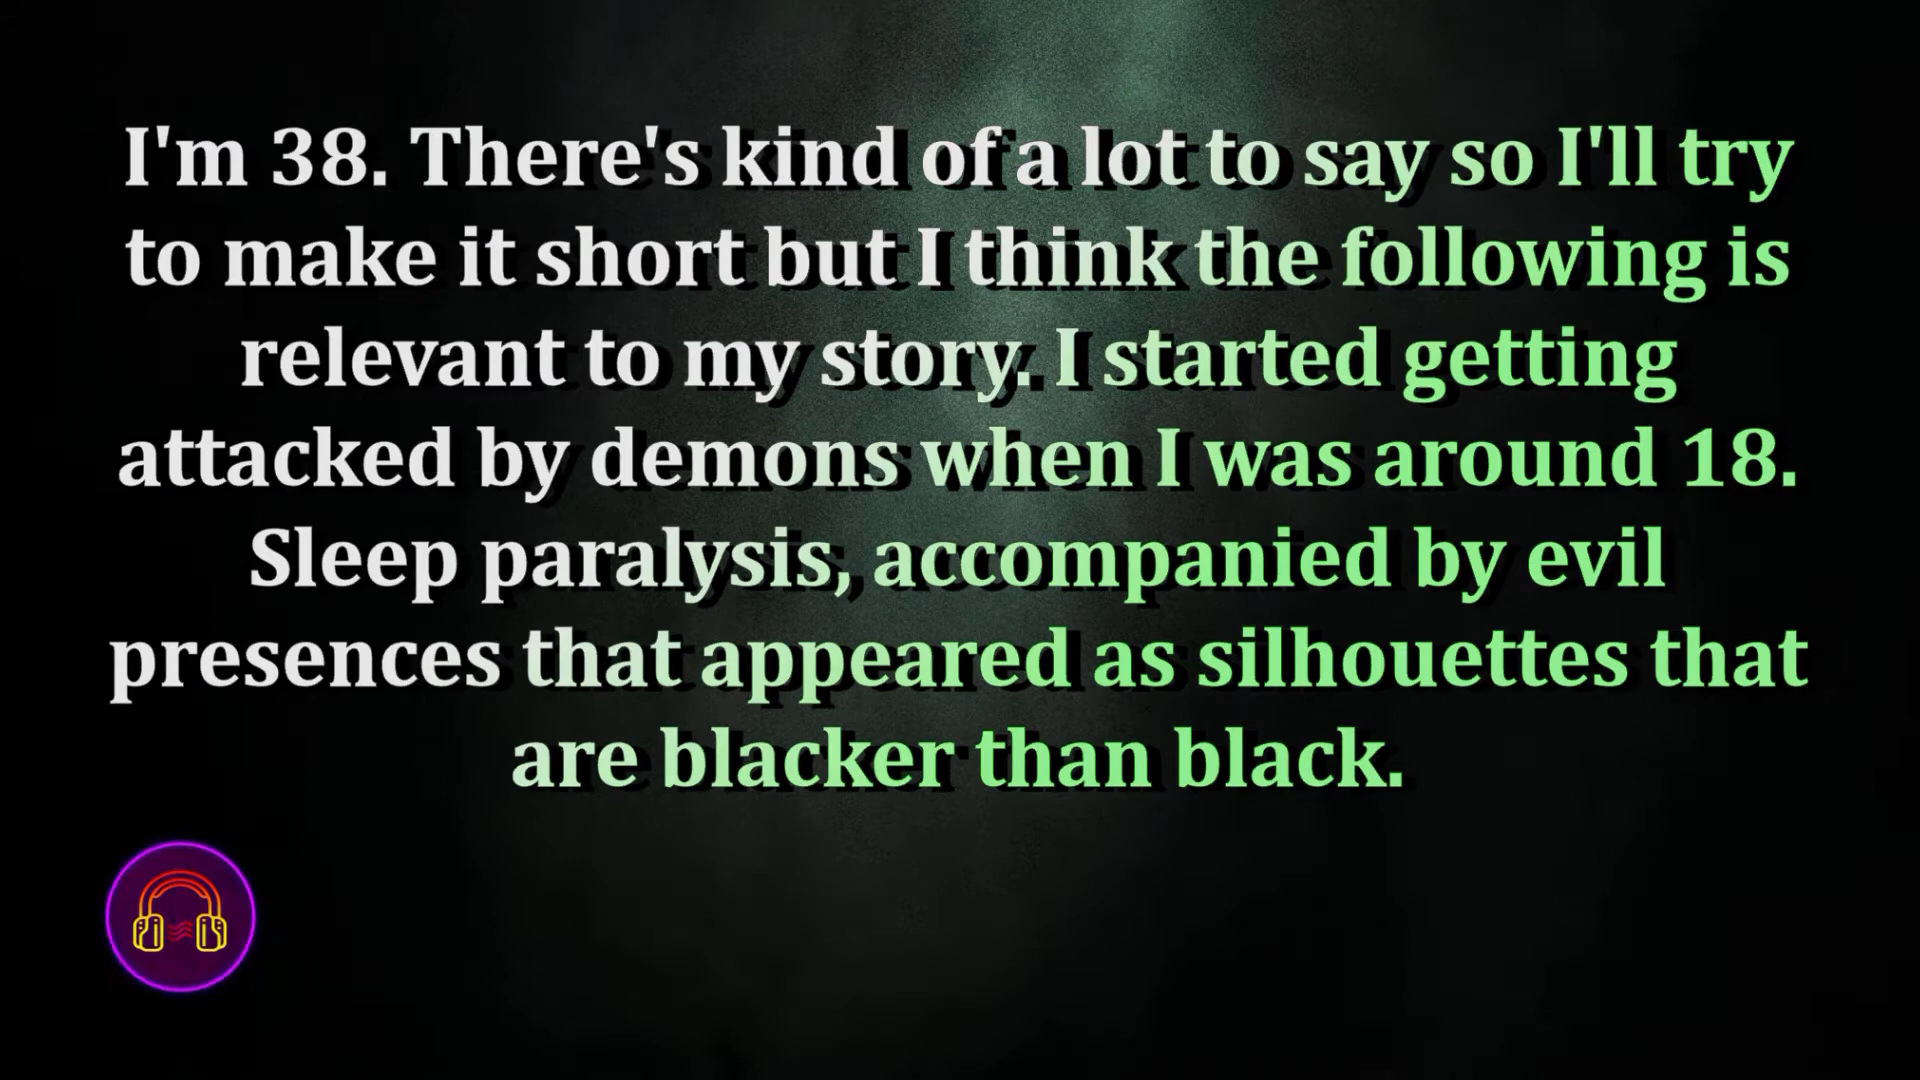 I'm 38. There's kind of a lot to say so I'll try
to make it short but I think the following is
relevant to my story. I started getting
attacked by demons when I was around 18.
Sleep paralysis, accompanied by evil
presences that appeared as silhouettes that
are blacker than black.